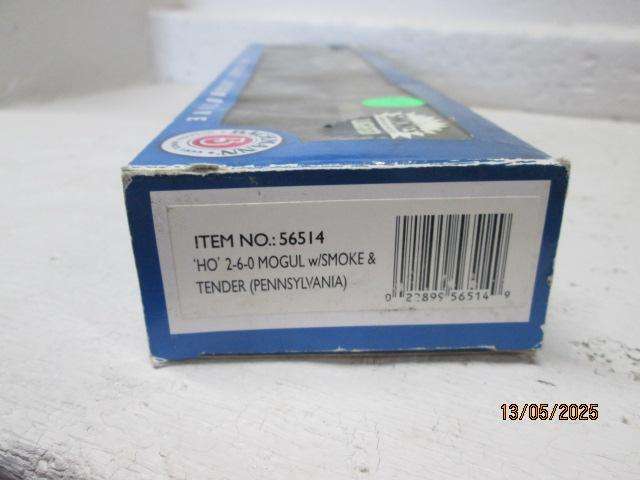 ITEM NO.: 56514
'HO' 2-6-0 MOGUL w/SMOKE &
TENDER (PENNSYLVANIA)
0 22899 56514 9
13/05/2025